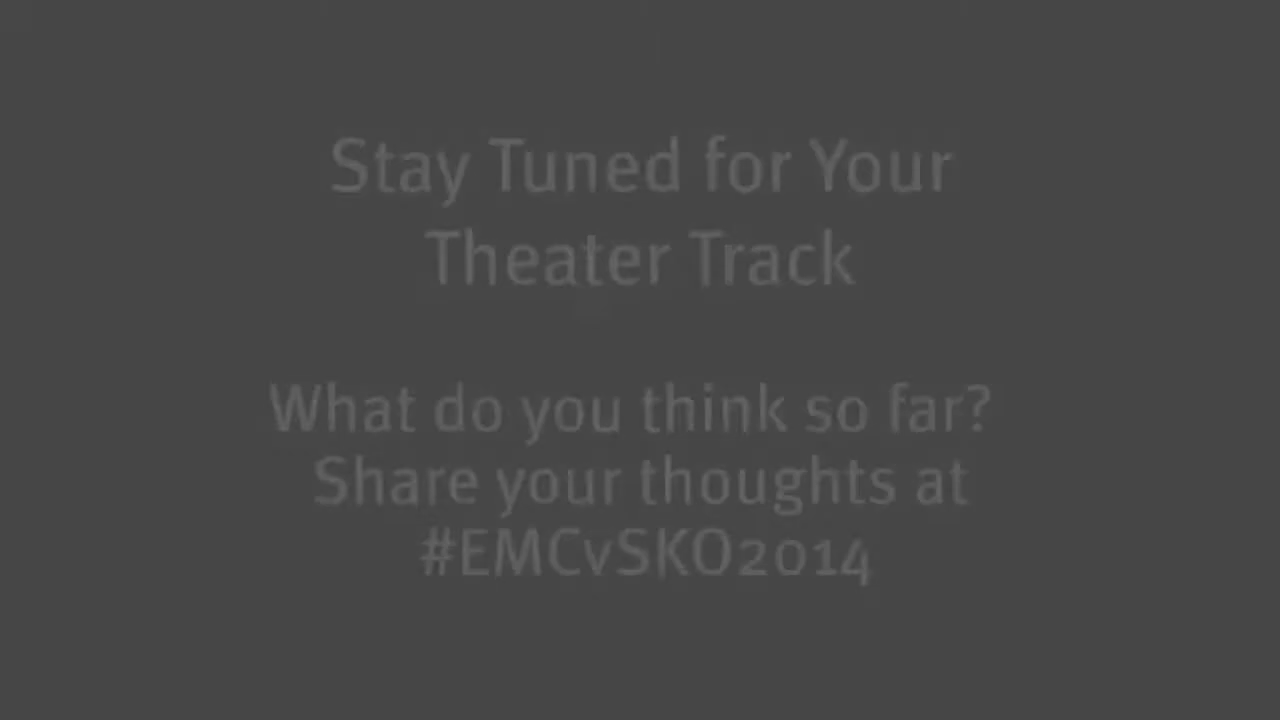 Stay Tuned for Your
Theater Track
What do you think so far?
Share your thoughts at
#EMCvSKO2014